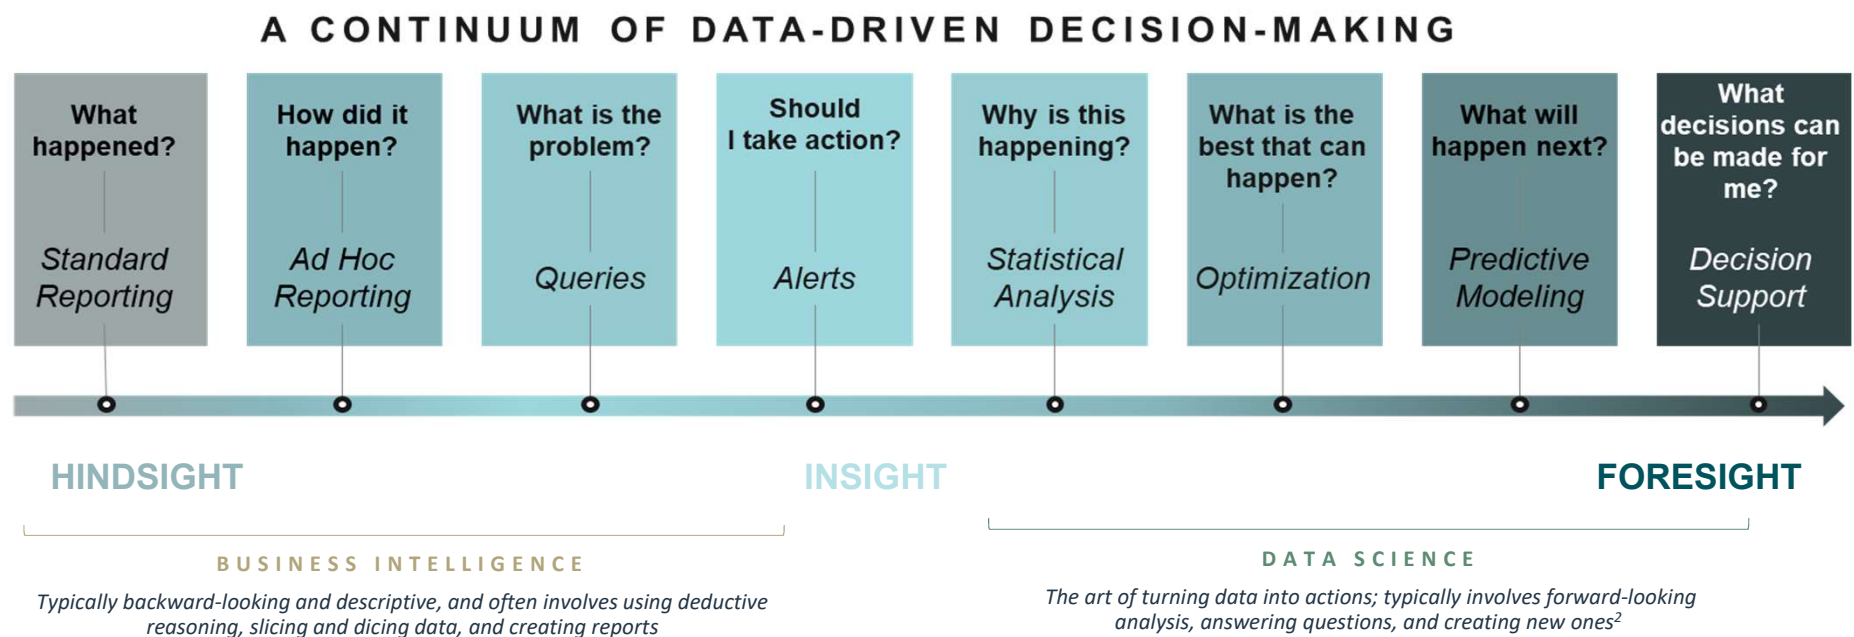 A CONTINUUM OF DATA-DRIVEN DECISION-MAKING
What
happened?
Standard
Reporting
How did it
happen?
Ad Hoc
Reporting
What is the
problem?
Queries
Should
I take action?
Alerts
Why is this
happening?
Statistical
Analysis
What is the
best that can
happen?
Optimization
What will
happen next?
Predictive
Modeling
What
decisions can
be made for
me?
Decision
Support
HINDSIGHT
INSIGHT
FORESIGHT
BUSINESS INTELLIGENCE
Typically backward-looking and descriptive, and often involves using deductive
reasoning, slicing and dicing data, and creating reports
DATA SCIENCE
The art of turning data into actions; typically involves forward-looking
analysis, answering questions, and creating new ones²